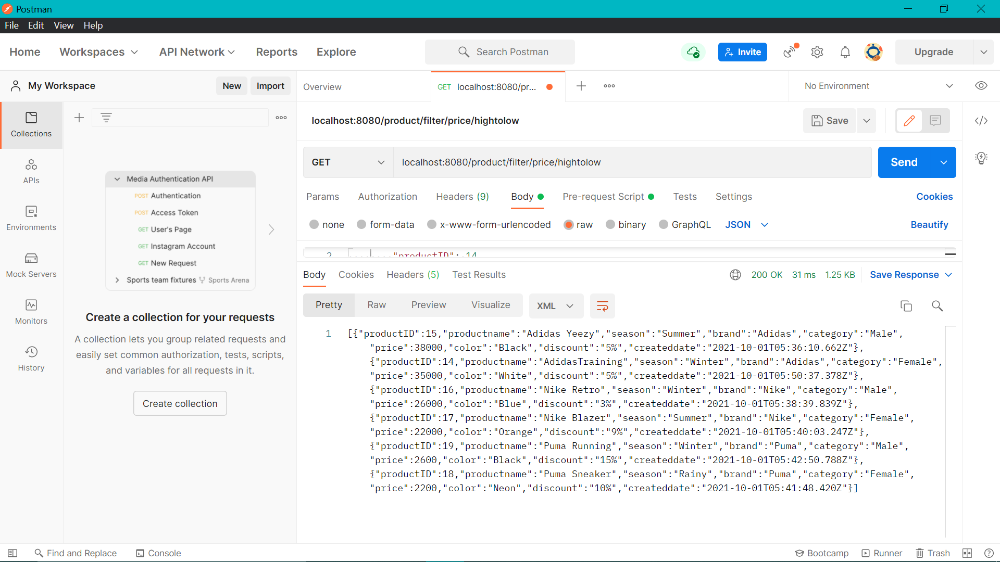 Postman
File Edit View Help
Home Workspaces API Network Reports Explore Search Postman Invite Upgrade
My Workspace New Import Overview GET localhost:8080/pr... No Environment
Collections
APIs
Environments
Mock Servers
Monitors
History
Media Authentication API
POST Authentication
POST Access Token
GET User's Page
GET Instagram Account
GET New Request
Sports team fixtures Sports Arena
Create a collection for your requests
A collection lets you group related requests and
easily set common authorization, tests, scripts,
and variables for all requests in it.
Create collection
localhost:8080/product/filter/price/hightolow Save
GET localhost:8080/product/filter/price/hightolow Send
Params Authorization Headers (9) Body Pre-request Script Tests Settings Cookies
none form-data x-www-form-urlencoded raw binary GraphQL JSON Beautify
2 "productID": 14
Body Cookies Headers (5) Test Results 200 OK 31 ms 1.25 KB Save Response
Pretty Raw Preview Visualize XML
1 [{"productID":15,"productname":"Adidas Yeezy","season":"Summer","brand":"Adidas","category":"Male",
"price":38000,"color":"Black","discount":"5%","createddate":"2021-10-01T05:36:10.662Z"},
{"productID":14,"productname":"AdidasTraining","season":"Winter","brand":"Adidas","category":"Female",
"price":35000,"color":"White","discount":"5%","createddate":"2021-10-01T05:50:37.378Z"},
{"productID":16,"productname":"Nike Retro","season":"Winter","brand":"Nike","category":"Male",
"price":26000,"color":"Blue","discount":"3%","createddate":"2021-10-01T05:38:39.839Z"},
{"productID":17,"productname":"Nike Blazer","season":"Summer","brand":"Nike","category":"Female",
"price":22000,"color":"Orange","discount":"9%","createddate":"2021-10-01T05:40:03.247Z"},
{"productID":19,"productname":"Puma Running","season":"Winter","brand":"Puma","category":"Male",
"price":2600,"color":"Black","discount":"15%","createddate":"2021-10-01T05:42:50.788Z"},
{"productID":18,"productname":"Puma Sneaker","season":"Rainy","brand":"Puma","category":"Female",
"price":2200,"color":"Neon","discount":"10%","createddate":"2021-10-01T05:41:48.420Z"}]
Find and Replace Console Bootcamp Runner Trash